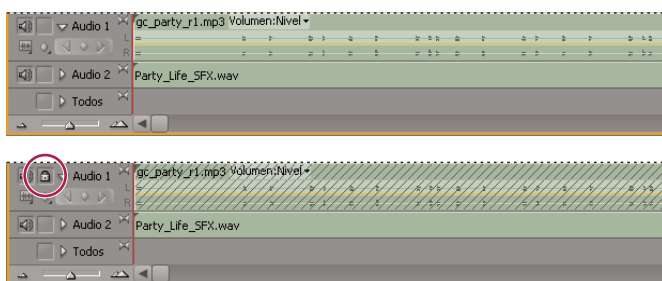 Audio 1 gc_party_r1.mp3 Volumen:Nivel
L
R
Audio 2 Party_Life_SFX.wav
Todos
Audio 1 gc_party_r1.mp3 Volumen:Nivel
L
R
Audio 2 Party_Life_SFX.wav
Todos